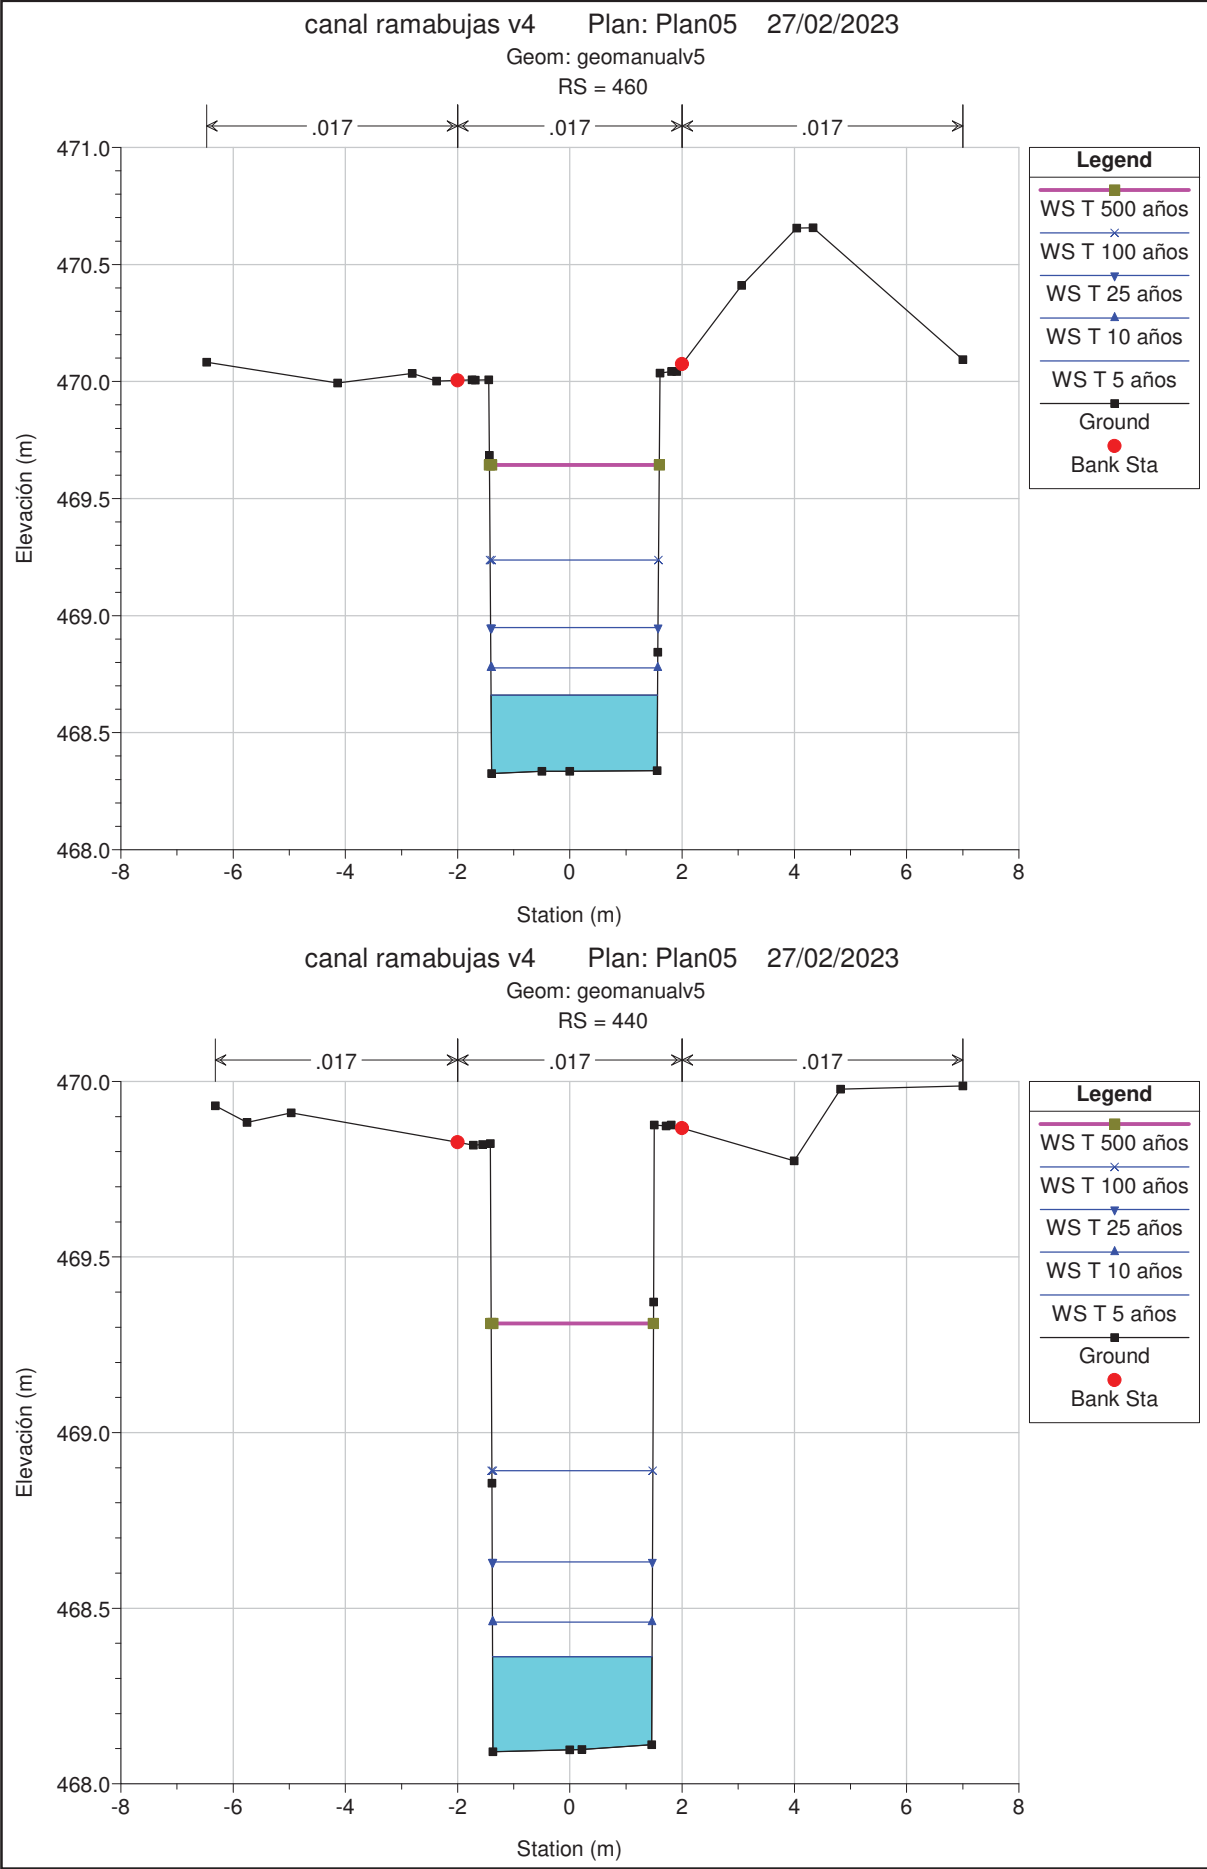 canal ramabujas v4 Plan: Plan05 27/02/2023
Geom: geomanualv5
RS = 460
.017 .017 .017
471.0
470.5
470.0
469.5
469.0
468.5
468.0
-8 -6 -4 -2 0 2 4 6 8
Station (m)
Elevación (m)
Legend
WS T 500 años
WS T 100 años
WS T 25 años
WS T 10 años
WS T 5 años
Ground
Bank Sta
canal ramabujas v4 Plan: Plan05 27/02/2023
Geom: geomanualv5
RS = 440
.017 .017 .017
470.0
469.5
469.0
468.5
468.0
-8 -6 -4 -2 0 2 4 6 8
Station (m)
Elevación (m)
Legend
WS T 500 años
WS T 100 años
WS T 25 años
WS T 10 años
WS T 5 años
Ground
Bank Sta